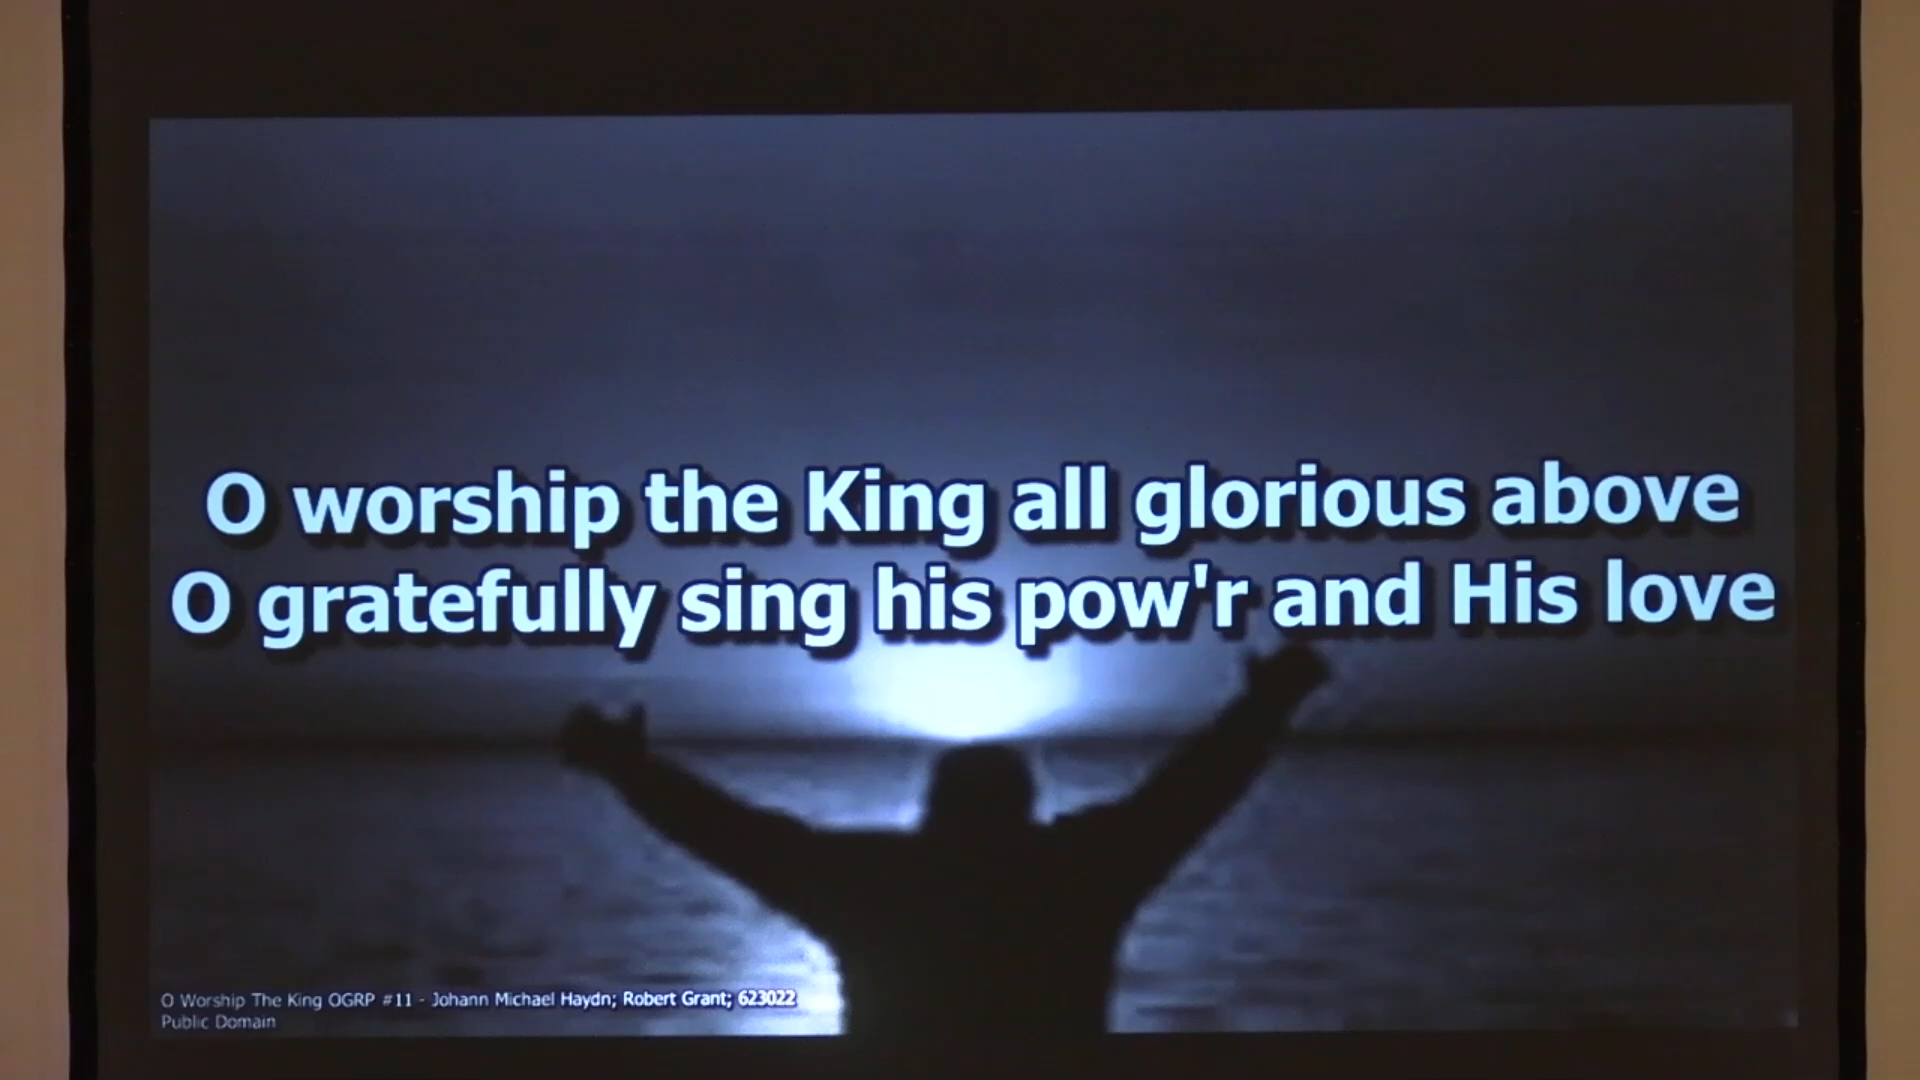 O worship the King all glorious above
O gratefully sing his pow'r and His love
O Worship The King OGRP #11 - Johann Michael Haydn; Robert Grant; 623022
Public Domain